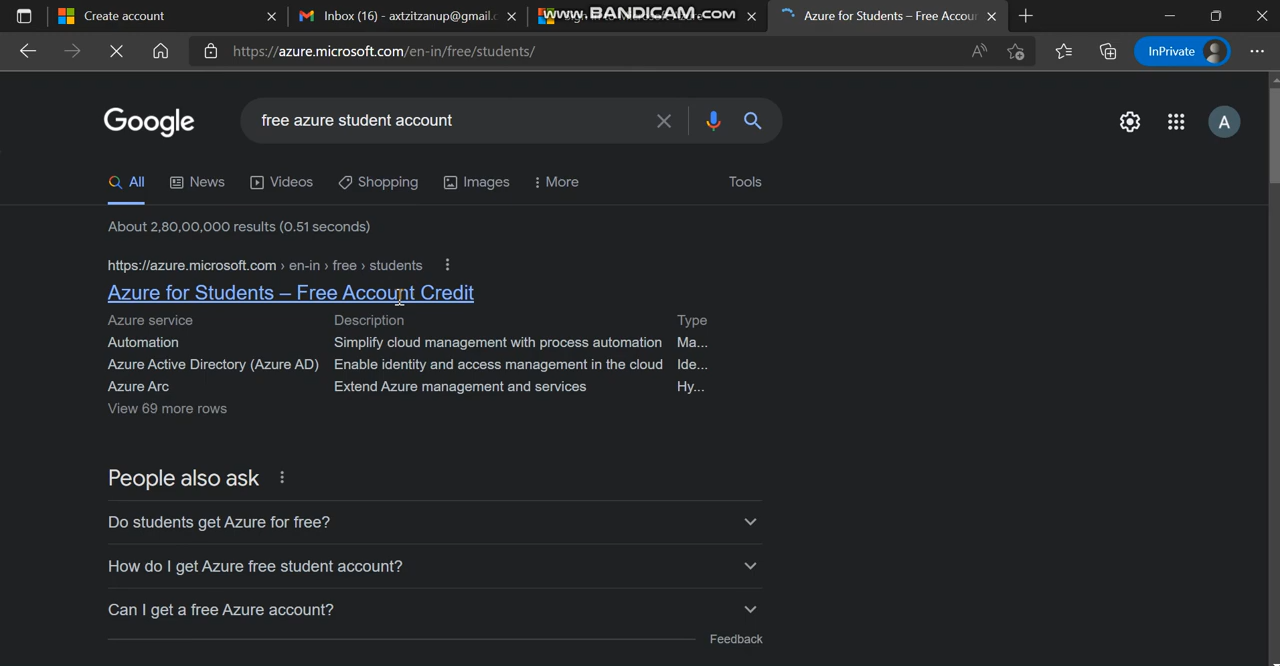 Create account
Inbox (16) - axtzitzanup@gmail.
www.BANDICAM.com
Azure for Students – Free Accou
https://azure.microsoft.com/en-in/free/students/
InPrivate
Google
free azure student account
A
All
News
Videos
Shopping
Images
More
Tools
About 2,80,00,000 results (0.51 seconds)
https://azure.microsoft.com › en-in › free › students
Azure for Students – Free Account Credit
Azure service Description Type
Automation Simplify cloud management with process automation Ma...
Azure Active Directory (Azure AD) Enable identity and access management in the cloud Ide...
Azure Arc Extend Azure management and services Hy...
View 69 more rows
People also ask
Do students get Azure for free?
How do I get Azure free student account?
Can I get a free Azure account?
Feedback